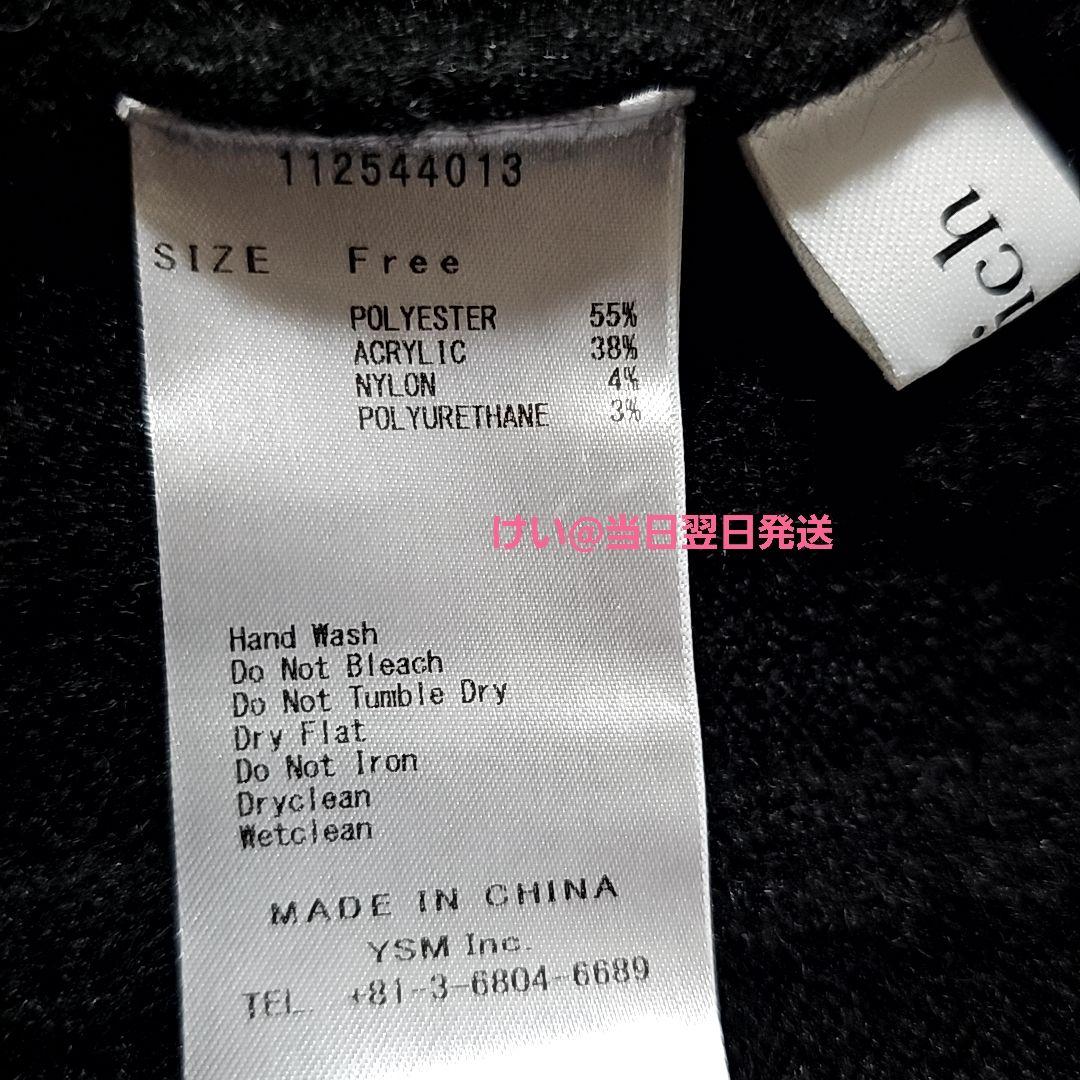 112544013
SIZE Free
POLYESTER 55%
ACRYLIC 38%
NYLON 4%
POLYURETHANE 3%
けい@当日翌日発送
Hand Wash
Do Not Bleach
Do Not Tumble Dry
Dry Flat
Do Not Iron
Dryclean
Wetclean
MADE IN CHINA
YSM Inc.
TEL. +81-3-6804-6689